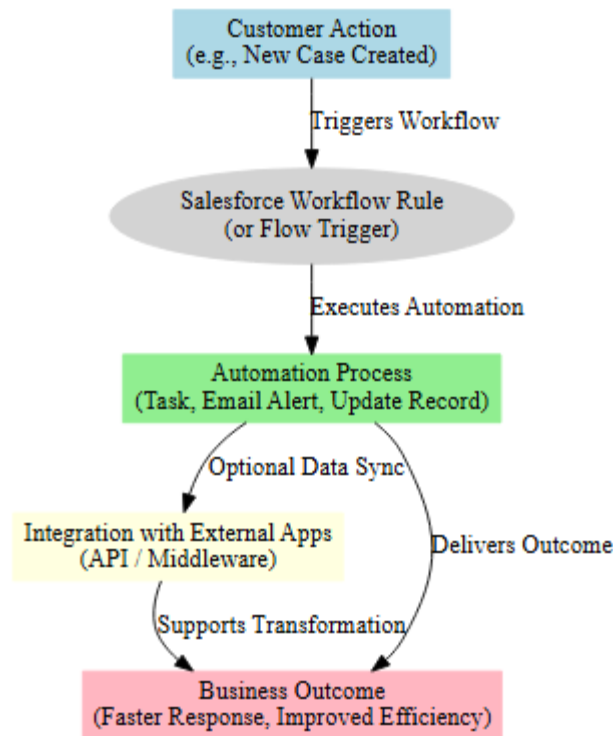 Customer Action
(e.g., New Case Created)
Triggers Workflow
Salesforce Workflow Rule
(or Flow Trigger)
Executes Automation
Automation Process
(Task, Email Alert, Update Record)
Optional Data Sync
Integration with External Apps
(API / Middleware)
Delivers Outcome
Supports Transformation
Business Outcome
(Faster Response, Improved Efficiency)